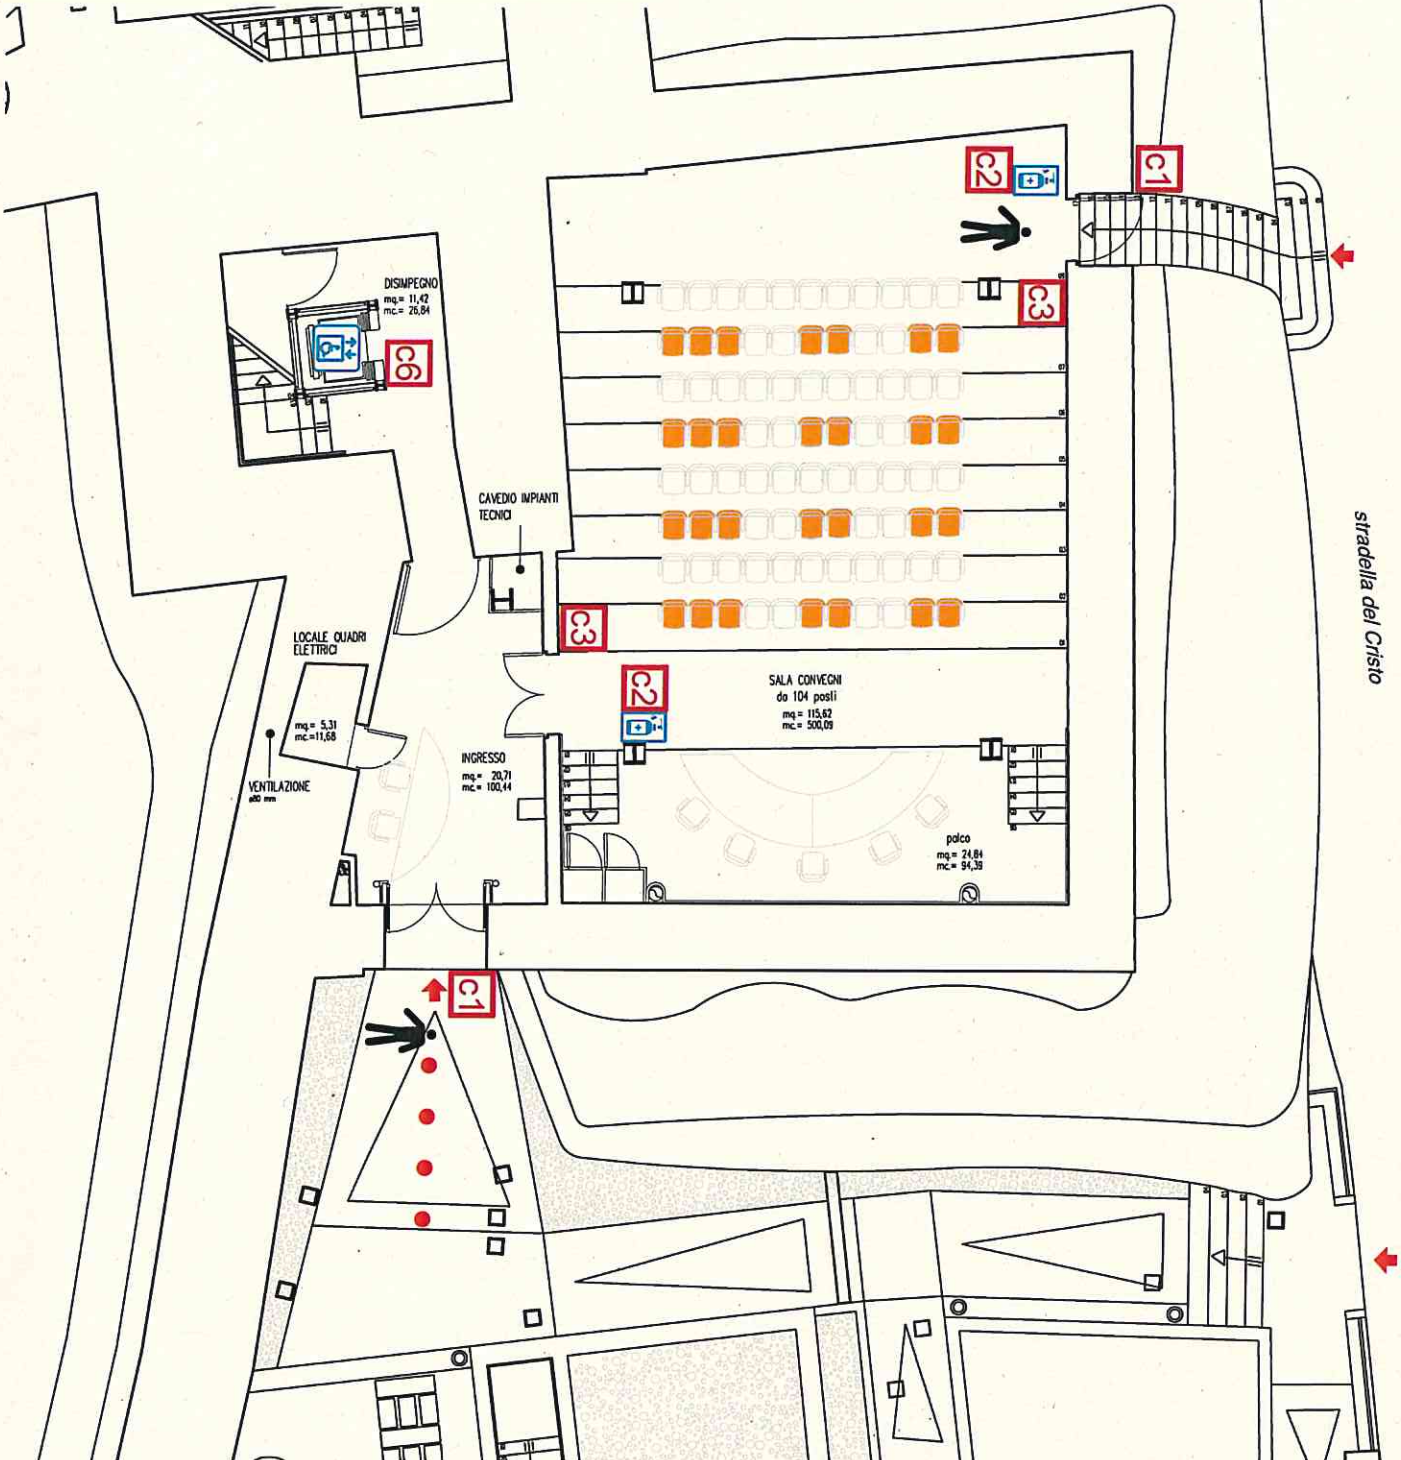 c1
c2
c3
DISIMPEGNO
mq.= 11,42
mc.= 26,84
c6
CAVEDIO IMPIANTI
TECNICI
stradella del Cristo
c3
LOCALE QUADRI
ELETTRICI
mq.= 5,31
mc.=11,68
c2
SALA CONVEGNI
da 104 posti
mq.= 115,62
mc.= 500,09
INGRESSO
mq.= 20,71
mc.= 100,44
VENTILAZIONE
ø80 mm
palco
mq.= 24,84
mc.= 94,39
c1